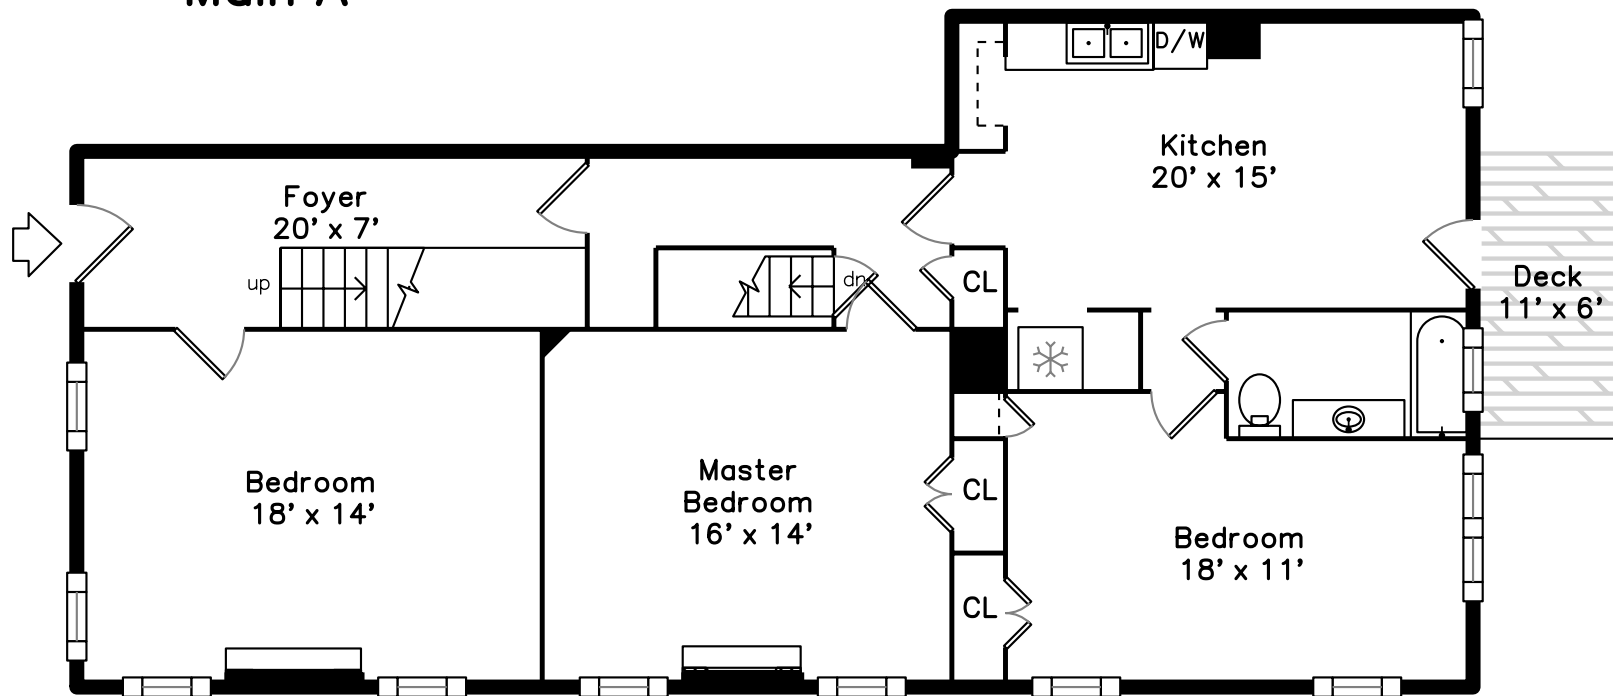 Main A
D/W
Kitchen
20' x 15'
Foyer
20' x 7'
up
dn
CL
Deck
11' x 6'
Bedroom
18' x 14'
Master
Bedroom
16' x 14'
CL
Bedroom
18' x 11'
CL